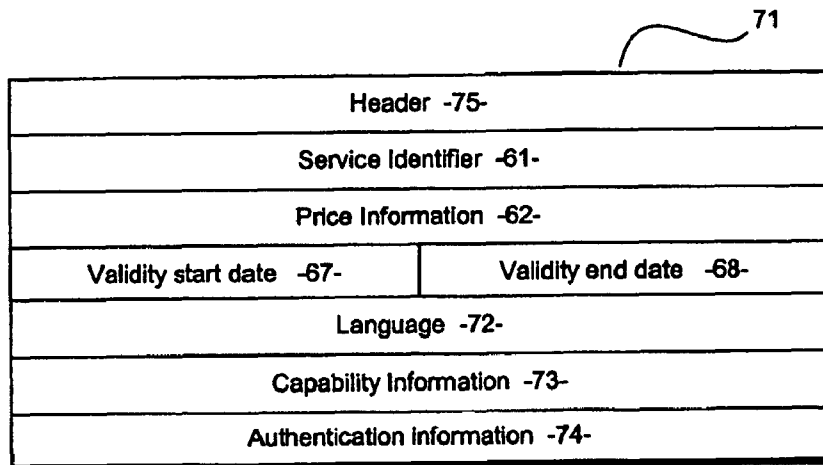 71
Header -75-
Service Identifier -61-
Price Information -62-
Validity start date -67- Validity end date -68-
Language -72-
Capability Information -73-
Authentication information -74-